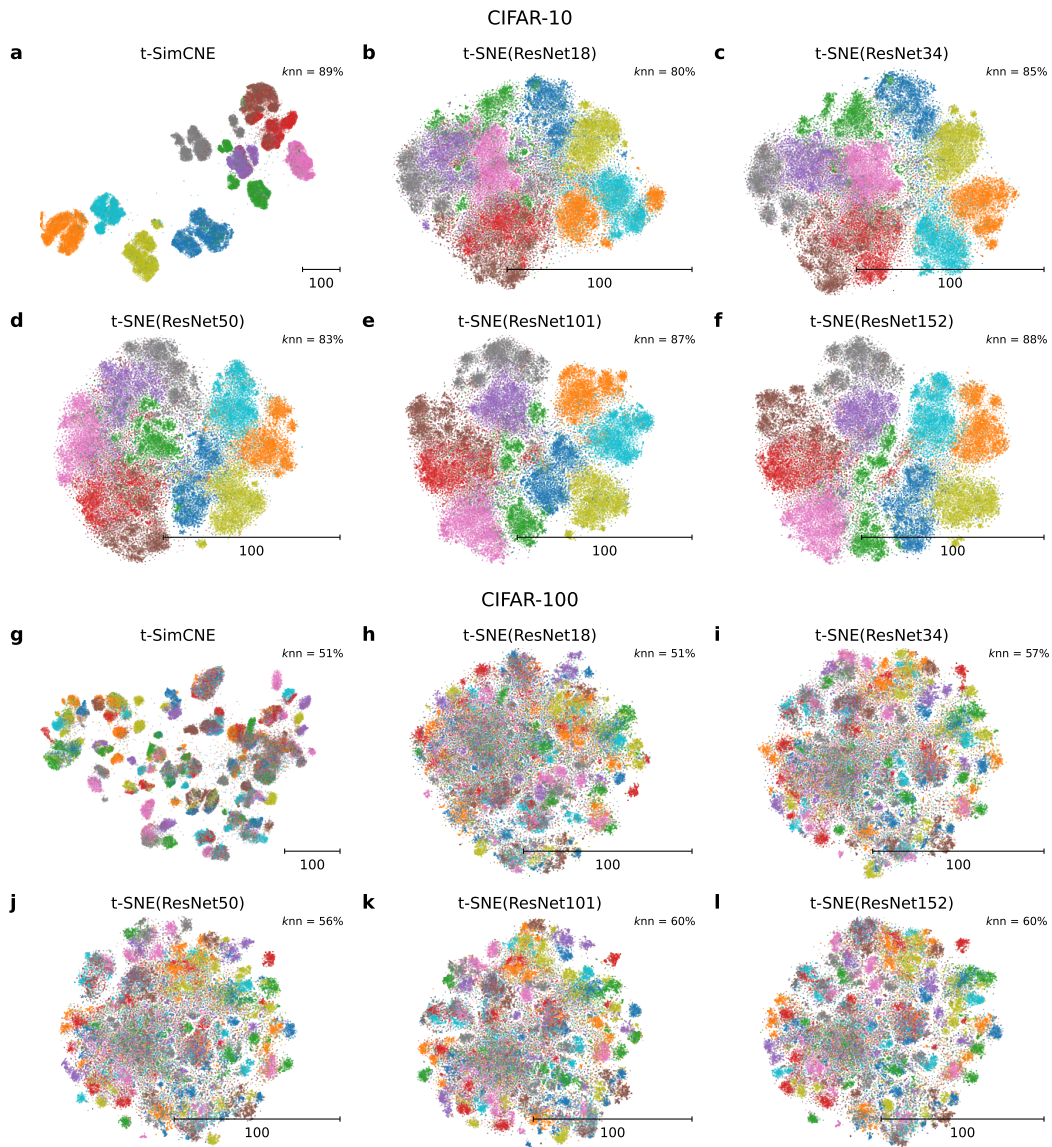 CIFAR-10
a
t-SimCNE
knn = 89%
100
b
t-SNE(ResNet18)
knn = 80%
100
c
t-SNE(ResNet34)
knn = 85%
100
d
t-SNE(ResNet50)
knn = 83%
100
e
t-SNE(ResNet101)
knn = 87%
100
f
t-SNE(ResNet152)
knn = 88%
100
CIFAR-100
g
t-SimCNE
knn = 51%
100
h
t-SNE(ResNet18)
knn = 51%
100
i
t-SNE(ResNet34)
knn = 57%
100
j
t-SNE(ResNet50)
knn = 56%
100
k
t-SNE(ResNet101)
knn = 60%
100
l
t-SNE(ResNet152)
knn = 60%
100